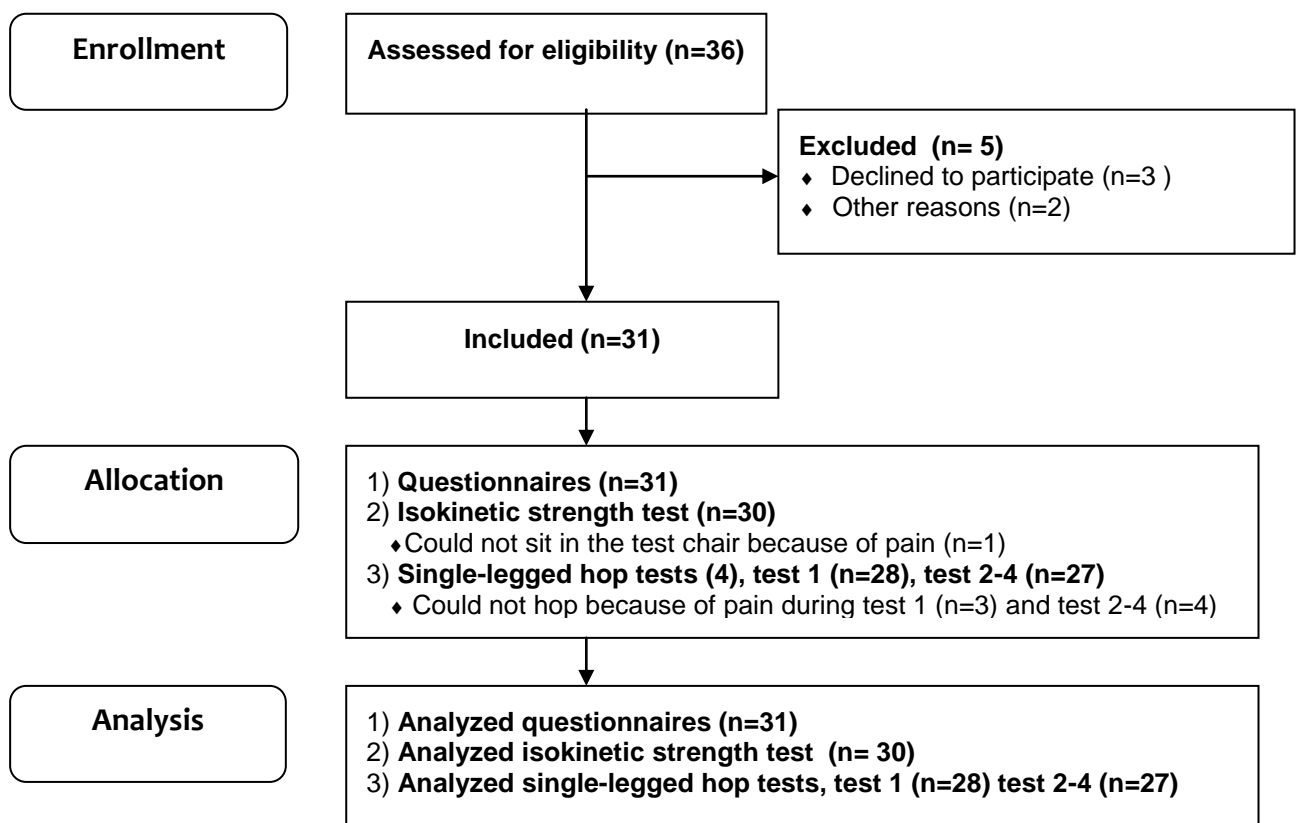 Enrollment
Assessed for eligibility (n=36)
Excluded (n= 5)
♦ Declined to participate (n=3 )
♦ Other reasons (n=2)
Included (n=31)
Allocation
1) Questionnaires (n=31)
2) Isokinetic strength test (n=30)
♦Could not sit in the test chair because of pain (n=1)
3) Single-legged hop tests (4), test 1 (n=28), test 2-4 (n=27)
♦ Could not hop because of pain during test 1 (n=3) and test 2-4 (n=4)
Analysis
1) Analyzed questionnaires (n=31)
2) Analyzed isokinetic strength test (n= 30)
3) Analyzed single-legged hop tests, test 1 (n=28) test 2-4 (n=27)